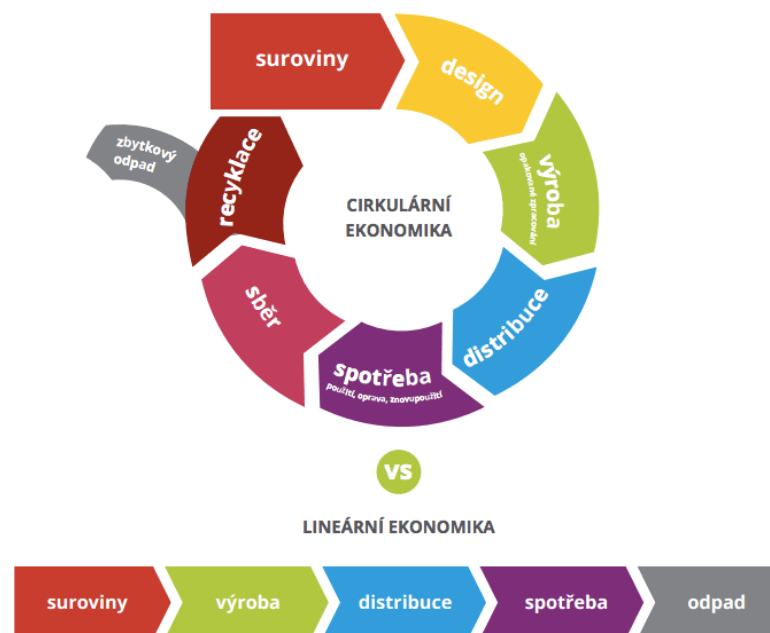 suroviny
design
výroba
opakované zpracování
distribuce
spotřeba
použití, oprava, znovupoužití
sběr
recyklace
zbytkový
odpad
CIRKULÁRNÍ
EKONOMIKA
VS
LINEÁRNÍ EKONOMIKA
suroviny
výroba
distribuce
spotřeba
odpad